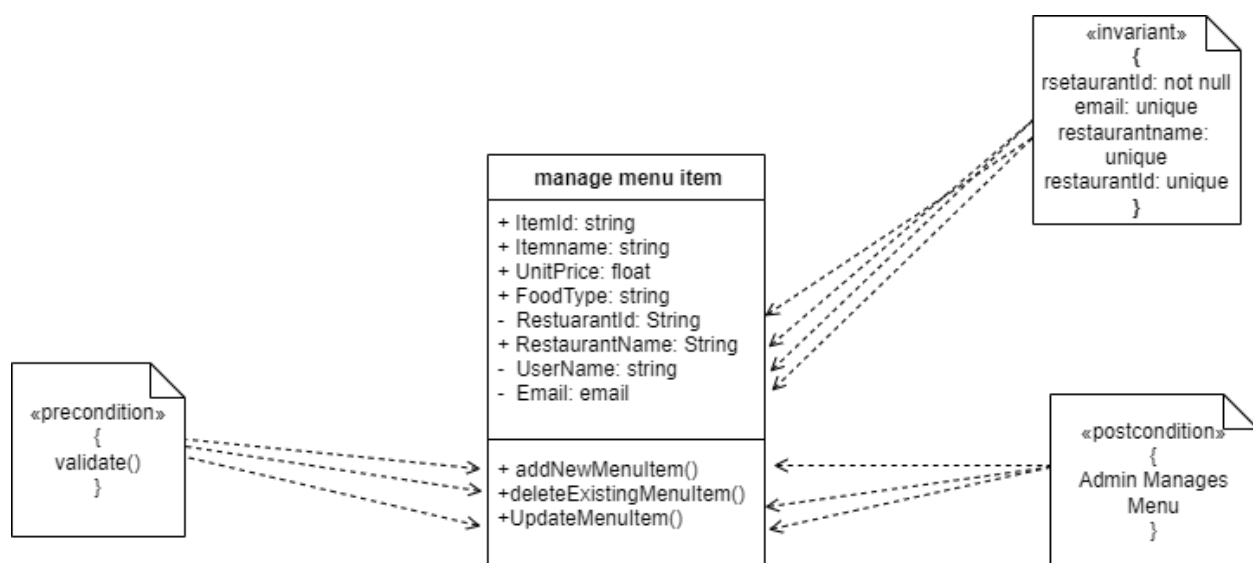 «invariant»
{
rsetaurantId: not null
email: unique
restaurantname:
unique
restaurantId: unique
}
manage menu item
+ ItemId: string
+ Itemname: string
+ UnitPrice: float
+ FoodType: string
- RestuarantId: String
+ RestaurantName: String
- UserName: string
- Email: email
+ addNewMenuItem()
+deleteExistingMenuItem()
+UpdateMenuItem()
«precondition»
{
validate()
}
«postcondition»
{
Admin Manages
Menu
}